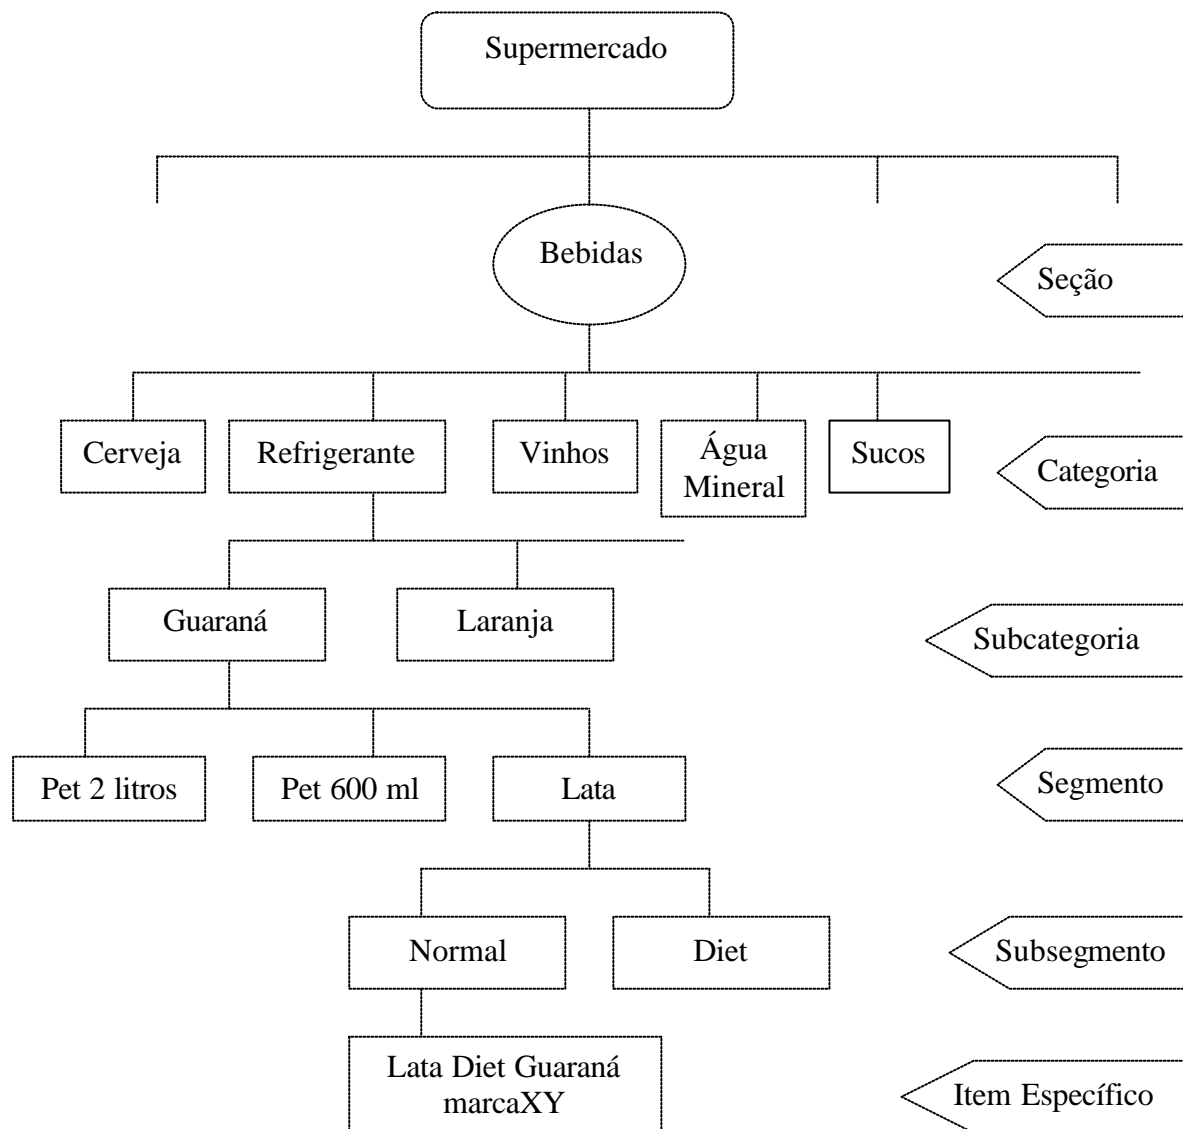 Supermercado
Bebidas
Seção
Cerveja
Refrigerante
Vinhos
Água
Mineral
Sucos
Categoria
Guaraná
Laranja
Subcategoria
Pet 2 litros
Pet 600 ml
Lata
Segmento
Normal
Diet
Subsegmento
Lata Diet Guaraná
marcaXY
Item Específico